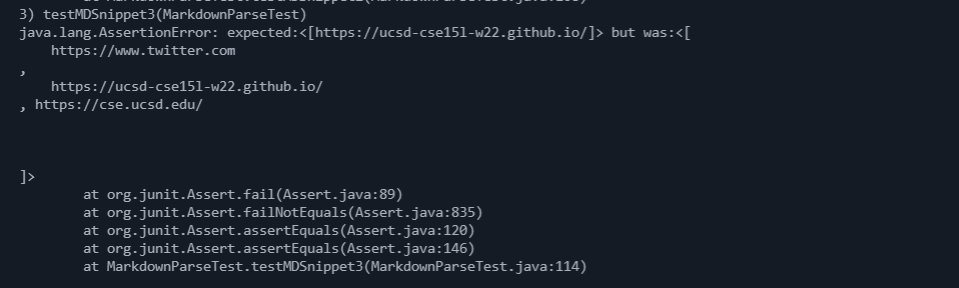 3) testMDSnippet3(MarkdownParseTest)
java.lang.AssertionError: expected:<[https://ucsd-cse15l-w22.github.io/]> but was:<[
    https://www.twitter.com
,
    https://ucsd-cse15l-w22.github.io/
, https://cse.ucsd.edu/



]>
        at org.junit.Assert.fail(Assert.java:89)
        at org.junit.Assert.failNotEquals(Assert.java:835)
        at org.junit.Assert.assertEquals(Assert.java:120)
        at org.junit.Assert.assertEquals(Assert.java:146)
        at MarkdownParseTest.testMDSnippet3(MarkdownParseTest.java:114)